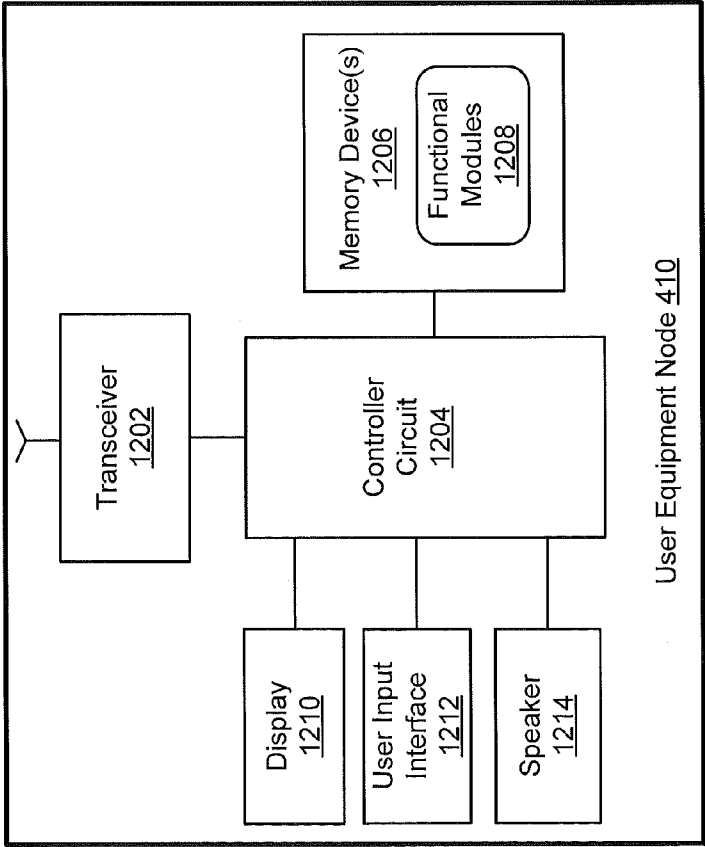 Transceiver
1202
Memory Device(s)
1206
Functional
Modules
1208
Controller
Circuit
1204
Display
1210
User Input
Interface
1212
Speaker
1214
User Equipment Node 410